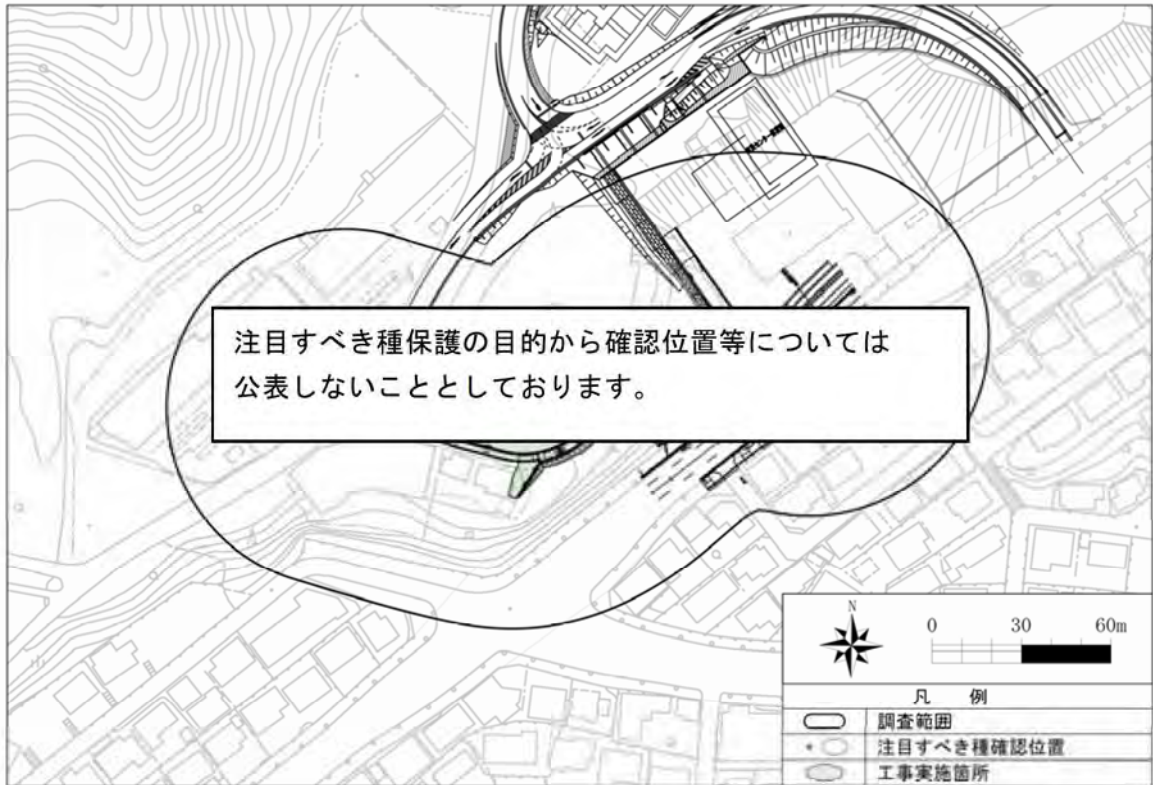 注目すべき種保護の目的から確認位置等については
公表しないこととしております。
N
0 30 60m
凡 例
調査範囲
注目すべき種確認位置
工事実施箇所